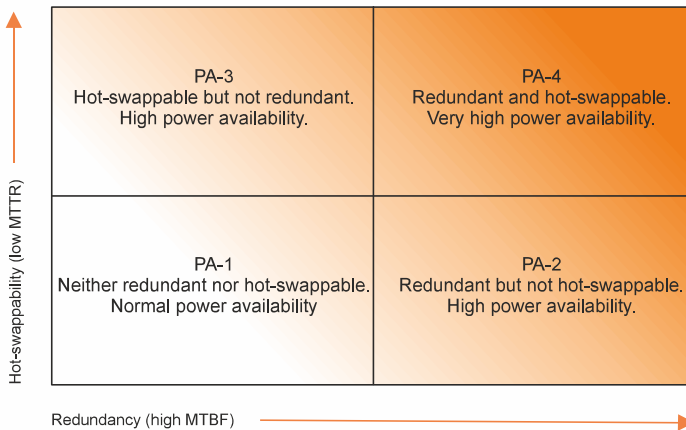 PA-3
Hot-swappable but not redundant.
High power availability.
PA-4
Redundant and hot-swappable.
Very high power availability.
PA-1
Neither redundant nor hot-swappable.
Normal power availability
PA-2
Redundant but not hot-swappable.
High power availability.
Hot-swappability (low MTTR)
Redundancy (high MTBF)